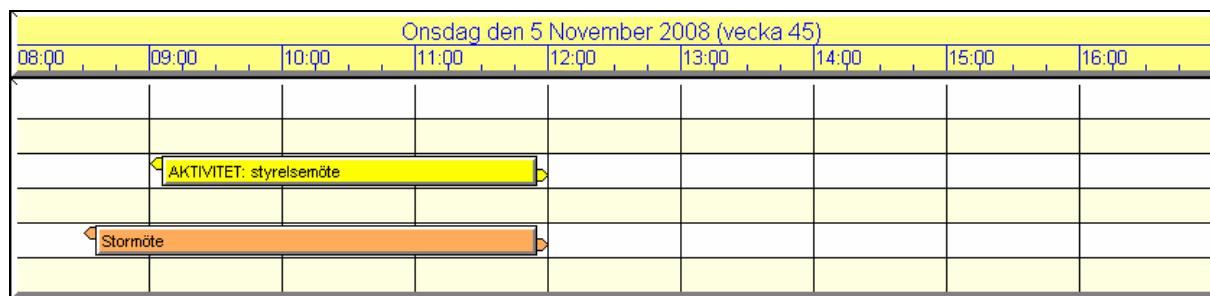 Onsdag den 5 November 2008 (vecka 45)
08:00 09:00 10:00 11:00 12:00 13:00 14:00 15:00 16:00
AKTIVITET: styrelsemöte
Stormöte